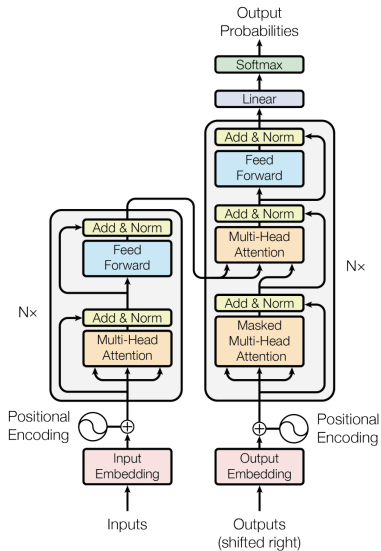 Output
Probabilities
Softmax
Linear
Add & Norm
Feed
Forward
Add & Norm
Multi-Head
Attention
Add & Norm
Masked
Multi-Head
Attention
N×
Positional
Encoding
Output
Embedding
Outputs
(shifted right)
Add & Norm
Feed
Forward
Add & Norm
Multi-Head
Attention
N×
Positional
Encoding
Input
Embedding
Inputs